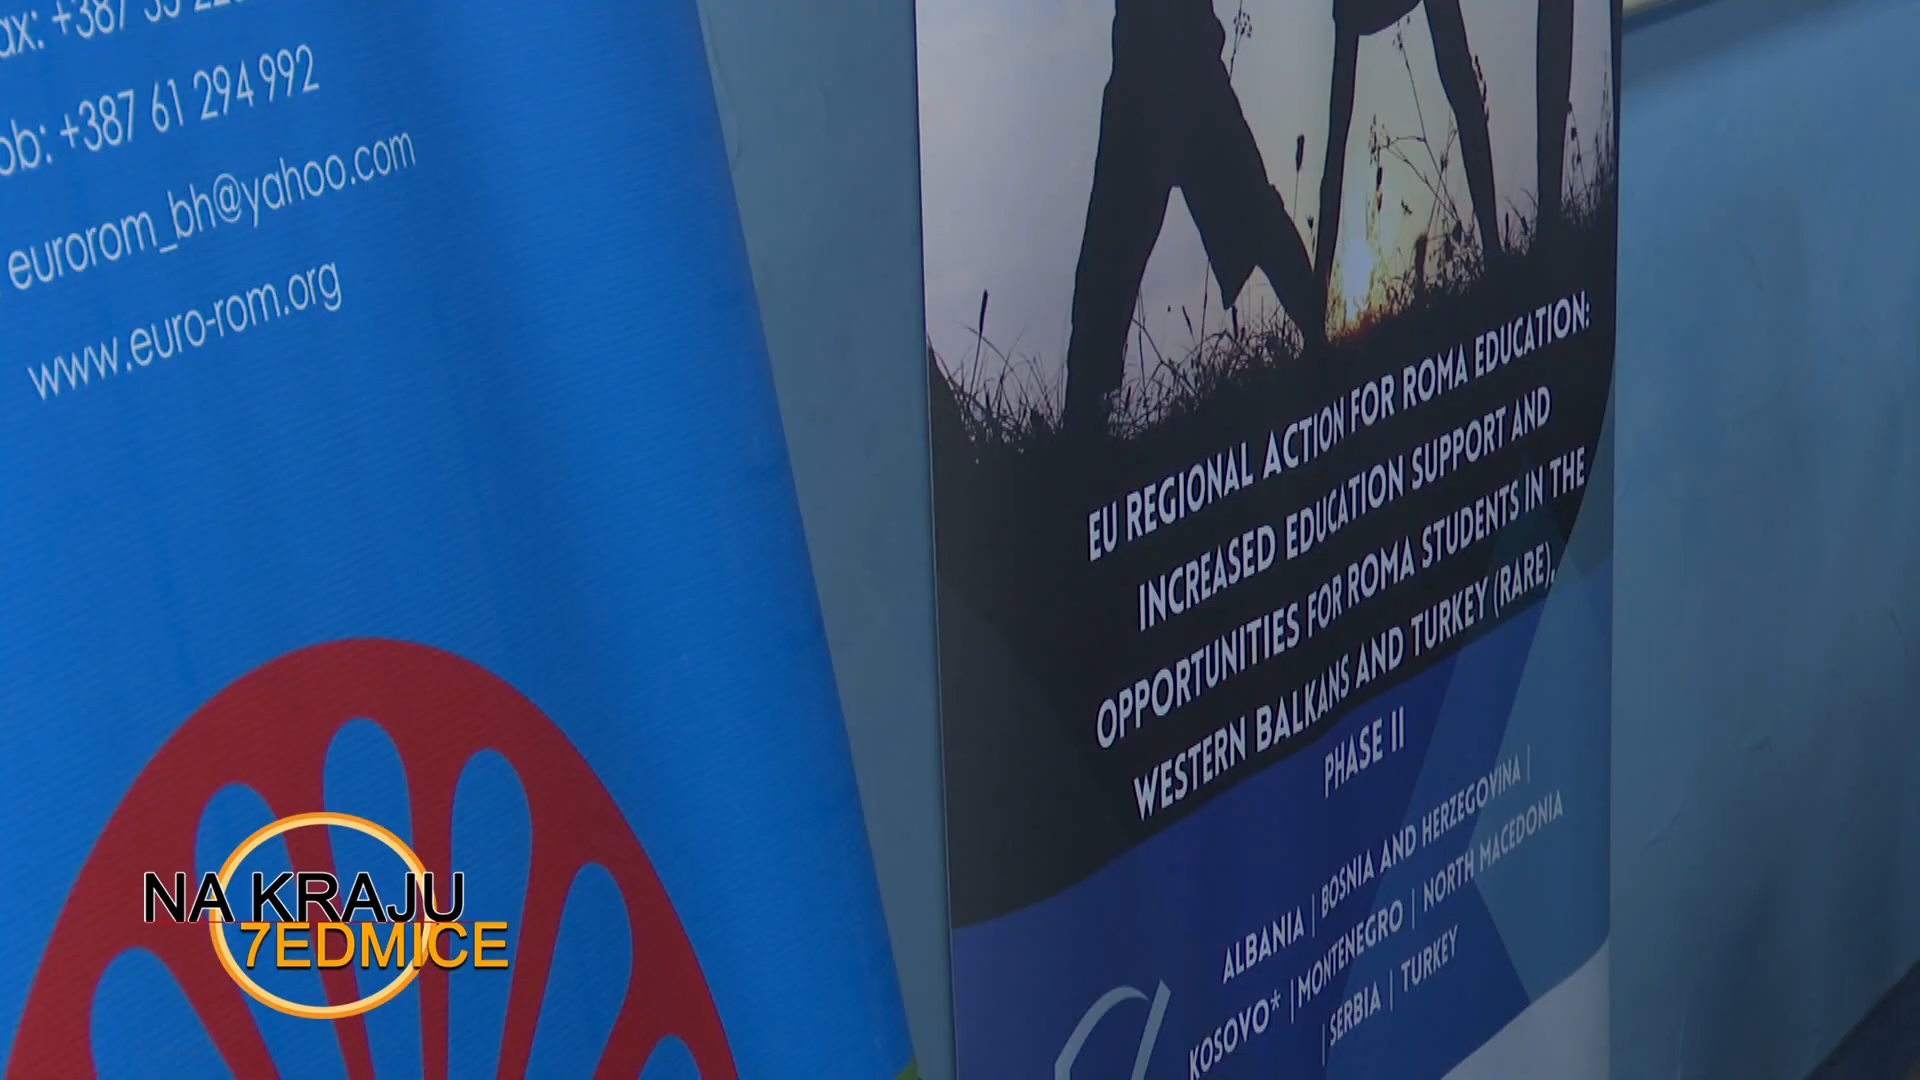 +387
+387 61 294 992
eurorom_bh@yahoo.com
www.euro-rom.org
EU REGIONAL ACTION FOR ROMA EDUCATION:
INCREASED EDUCATION SUPPORT AND
OPPORTUNITIES FOR ROMA STUDENTS IN THE
WESTERN BALKANS AND TURKEY (RARE),
PHASE II
ALBANIA | BOSNIA AND HERZEGOVINA |
KOSOVO* | MONTENEGRO | NORTH MACEDONIA
| SERBIA | TURKEY
NA KRAJU
7EDMICE